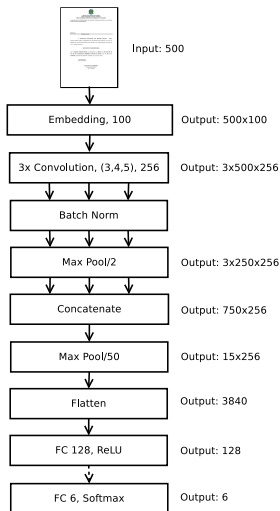 Input: 500
Embedding, 100
Output: 500x100
3x Convolution, (3,4,5), 256
Output: 3x500x256
Batch Norm
Max Pool/2
Output: 3x250x256
Concatenate
Output: 750x256
Max Pool/50
Output: 15x256
Flatten
Output: 3840
FC 128, ReLU
Output: 128
FC 6, Softmax
Output: 6